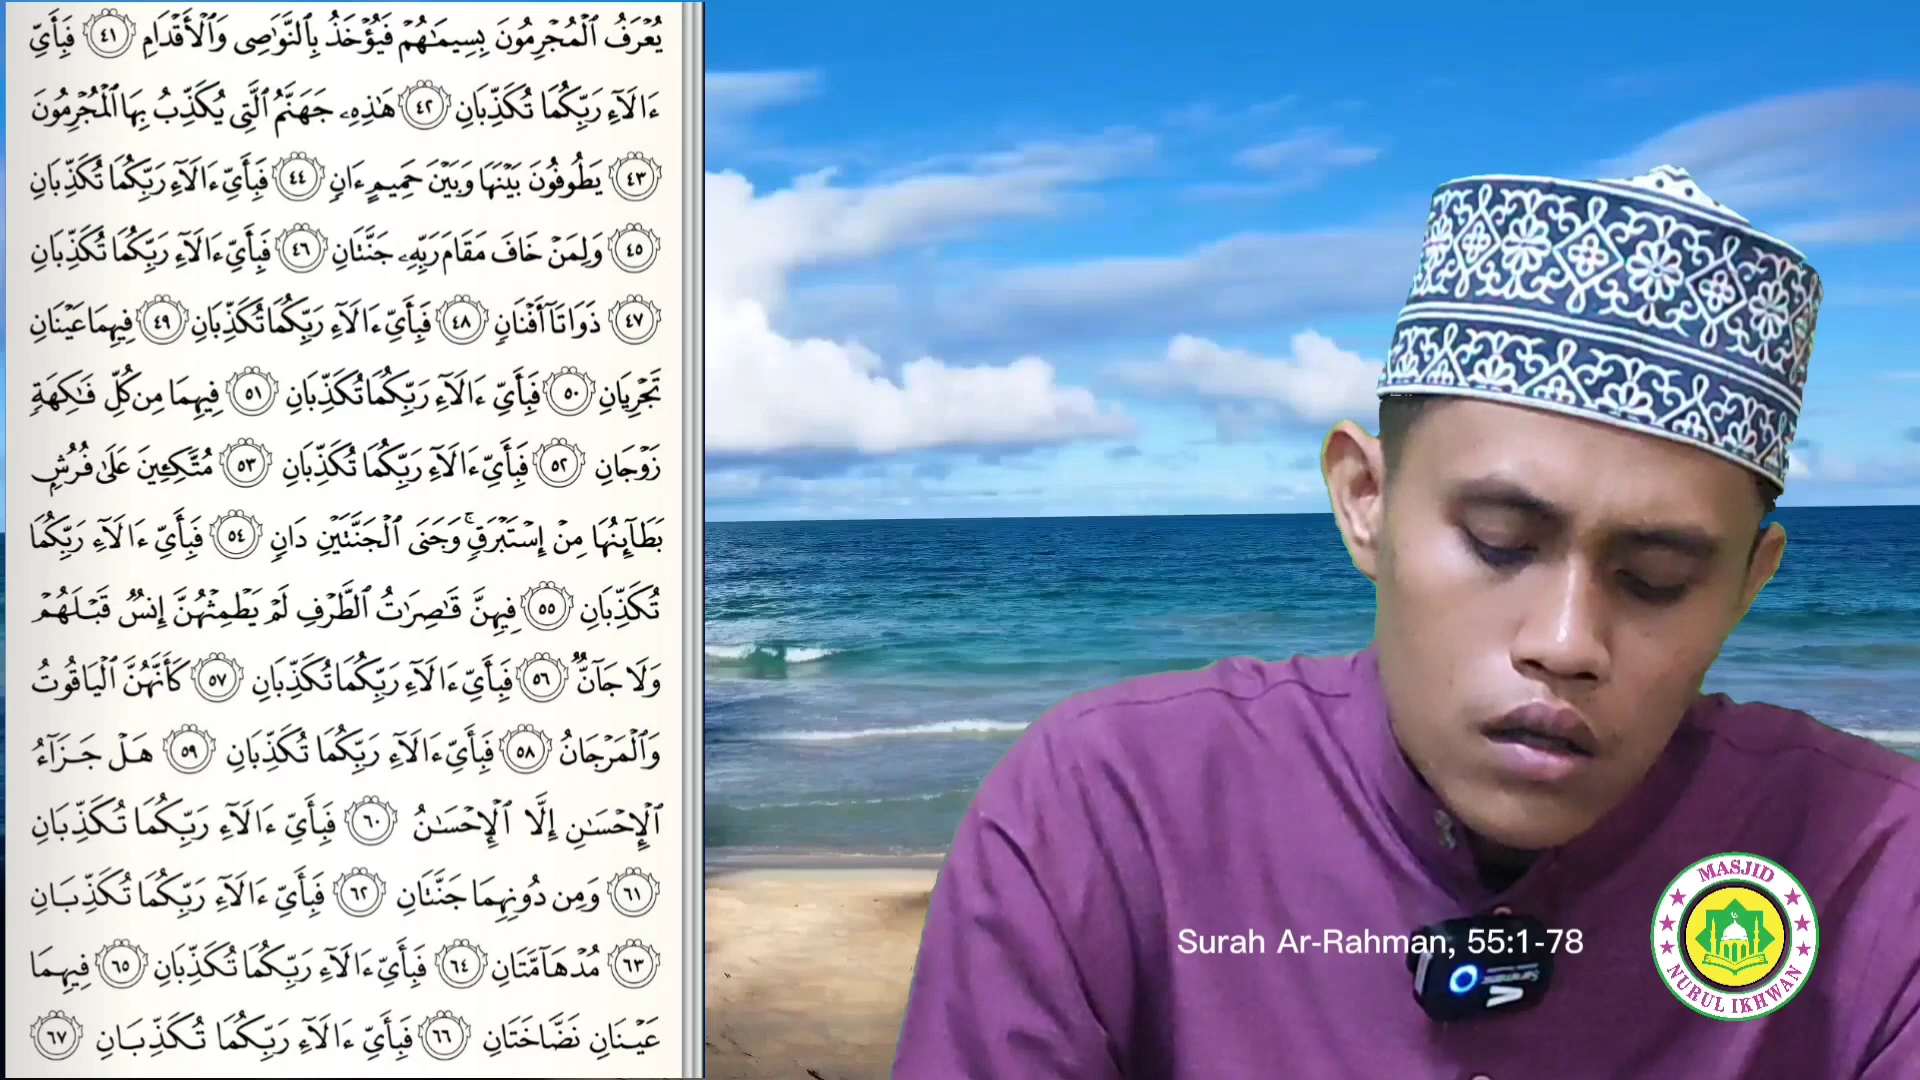 يُعْرَفُ ٱلْمُجْرِمُونَ بِسِيمَٰهُمْ فَيُؤْخَذُ بِٱلنَّوَٰصِى وَٱلْأَقْدَامِ ٤١ فَبِأَىِّ
ءَالَآءِ رَبِّكُمَا تُكَذِّبَانِ ٤٢ هَٰذِهِۦ جَهَنَّمُ ٱلَّتِى يُكَذِّبُ بِهَا ٱلْمُجْرِمُونَ
٤٣ يَطُوفُونَ بَيْنَهَا وَبَيْنَ حَمِيمٍ ءَانٍ ٤٤ فَبِأَىِّ ءَالَآءِ رَبِّكُمَا تُكَذِّبَانِ
٤٥ وَلِمَنْ خَافَ مَقَامَ رَبِّهِۦ جَنَّتَانِ ٤٦ فَبِأَىِّ ءَالَآءِ رَبِّكُمَا تُكَذِّبَانِ
٤٧ ذَوَاتَآ أَفْنَانٍ ٤٨ فَبِأَىِّ ءَالَآءِ رَبِّكُمَا تُكَذِّبَانِ ٤٩ فِيهِمَا عَيْنَانِ
تَجْرِيَانِ ٥٠ فَبِأَىِّ ءَالَآءِ رَبِّكُمَا تُكَذِّبَانِ ٥١ فِيهِمَا مِن كُلِّ فَٰكِهَةٍ
زَوْجَانِ ٥٢ فَبِأَىِّ ءَالَآءِ رَبِّكُمَا تُكَذِّبَانِ ٥٣ مُتَّكِـِٔينَ عَلَىٰ فُرُشٍۭ
بَطَآئِنُهَا مِنْ إِسْتَبْرَقٍ ۚ وَجَنَى ٱلْجَنَّتَيْنِ دَانٍ ٥٤ فَبِأَىِّ ءَالَآءِ رَبِّكُمَا
تُكَذِّبَانِ ٥٥ فِيهِنَّ قَٰصِرَٰتُ ٱلطَّرْفِ لَمْ يَطْمِثْهُنَّ إِنسٌ قَبْلَهُمْ
وَلَا جَآنٌّ ٥٦ فَبِأَىِّ ءَالَآءِ رَبِّكُمَا تُكَذِّبَانِ ٥٧ كَأَنَّهُنَّ ٱلْيَاقُوتُ
وَٱلْمَرْجَانُ ٥٨ فَبِأَىِّ ءَالَآءِ رَبِّكُمَا تُكَذِّبَانِ ٥٩ هَلْ جَزَآءُ
ٱلْإِحْسَٰنِ إِلَّا ٱلْإِحْسَٰنُ ٦٠ فَبِأَىِّ ءَالَآءِ رَبِّكُمَا تُكَذِّبَانِ
٦١ وَمِن دُونِهِمَا جَنَّتَانِ ٦٢ فَبِأَىِّ ءَالَآءِ رَبِّكُمَا تُكَذِّبَانِ
٦٣ مُدْهَآمَّتَانِ ٦٤ فَبِأَىِّ ءَالَآءِ رَبِّكُمَا تُكَذِّبَانِ ٦٥ فِيهِمَا
عَيْنَانِ نَضَّاخَتَانِ ٦٦ فَبِأَىِّ ءَالَآءِ رَبِّكُمَا تُكَذِّبَانِ ٦٧
Surah Ar-Rahman, 55:1-78
MASJID
NURUL IKHWAN